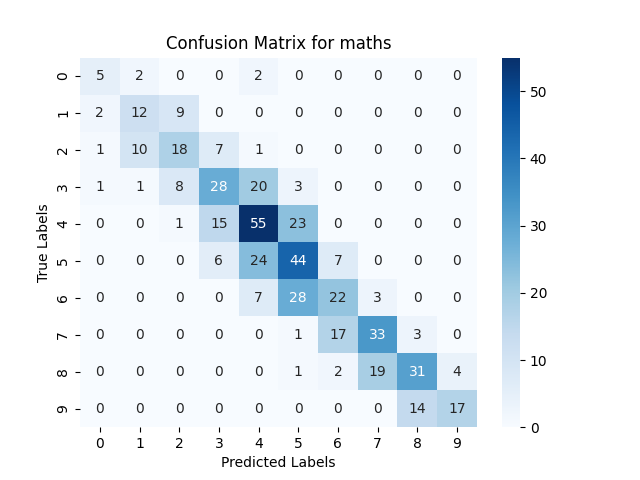 Confusion Matrix for maths
True Labels
0 5 2 0 0 2 0 0 0 0 0
1 2 12 9 0 0 0 0 0 0 0
2 1 10 18 7 1 0 0 0 0 0
3 1 1 8 28 20 3 0 0 0 0
4 0 0 1 15 55 23 0 0 0 0
5 0 0 0 6 24 44 7 0 0 0
6 0 0 0 0 7 28 22 3 0 0
7 0 0 0 0 0 1 17 33 3 0
8 0 0 0 0 0 1 2 19 31 4
9 0 0 0 0 0 0 0 0 14 17
0 1 2 3 4 5 6 7 8 9
Predicted Labels
50
40
30
20
10
0